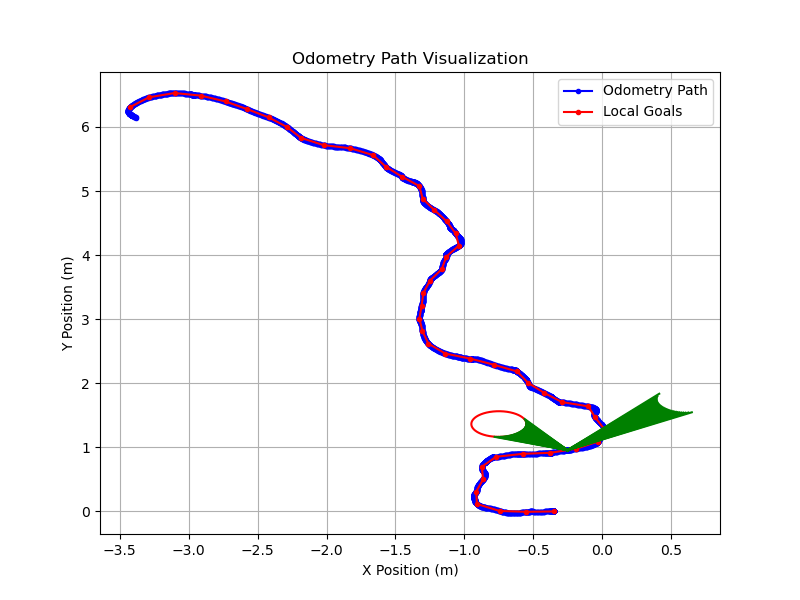 Odometry Path Visualization
Odometry Path
Local Goals
Y Position (m)
6
5
4
3
2
1
0
−3.5 −3.0 −2.5 −2.0 −1.5 −1.0 −0.5 0.0 0.5
X Position (m)